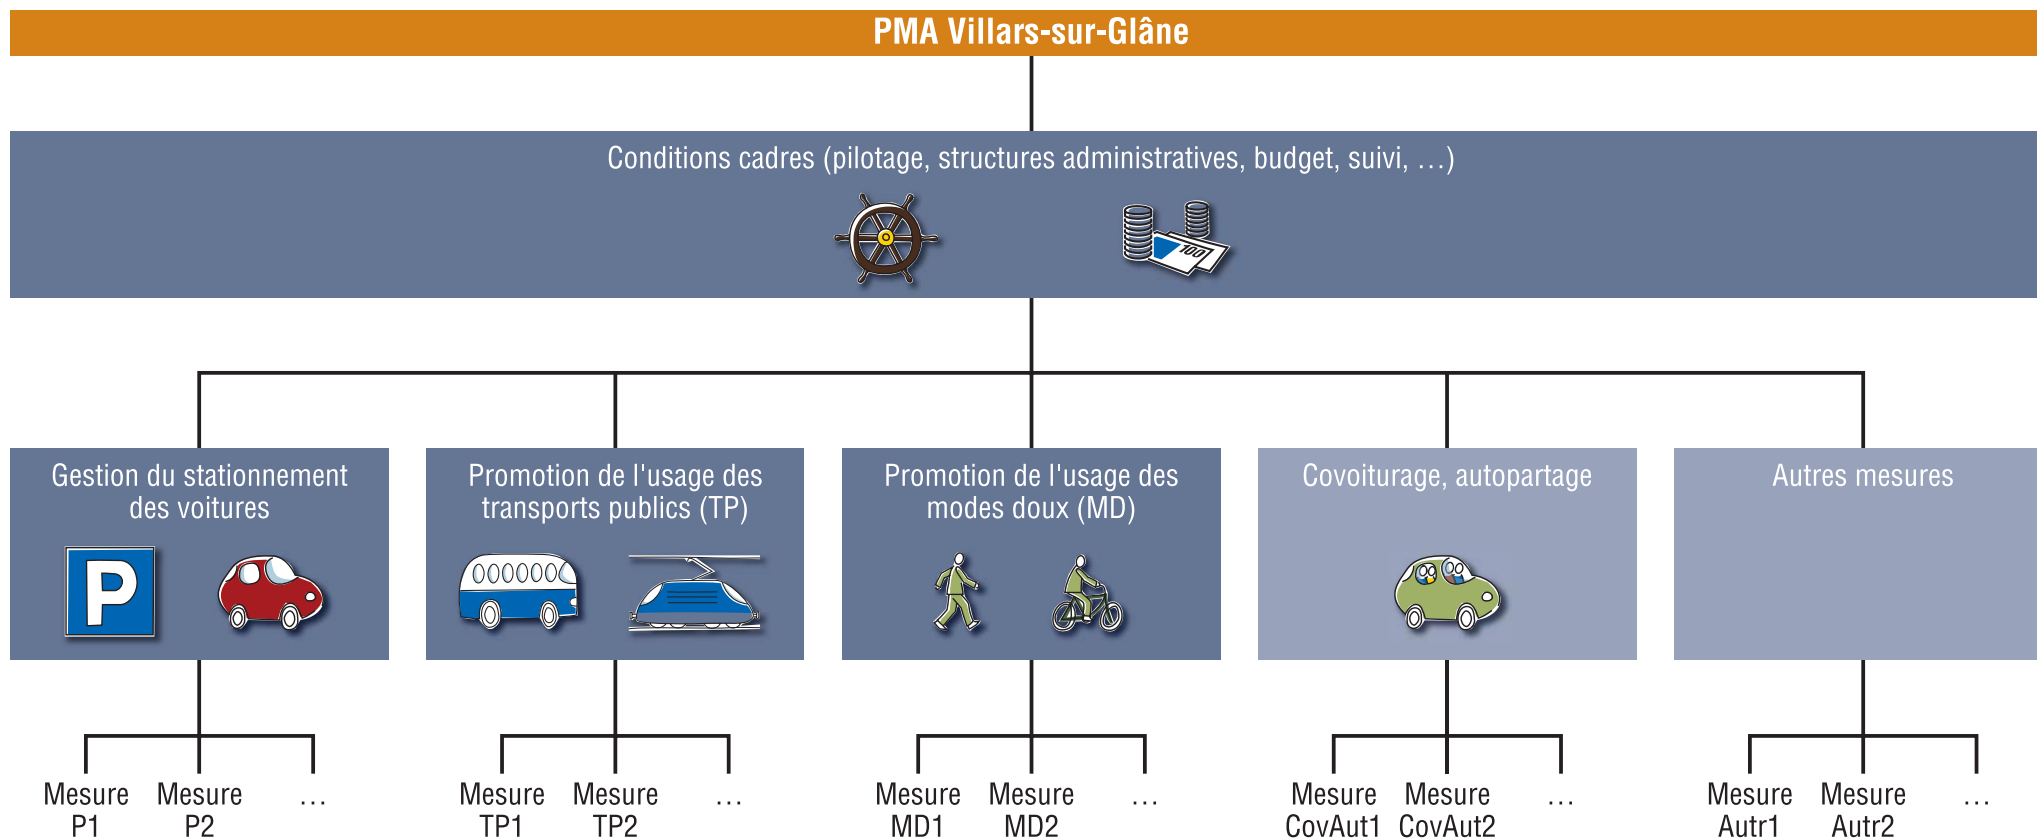 PMA Villars-sur-Glâne
Conditions cadres (pilotage, structures administratives, budget, suivi, …)
100
Gestion du stationnement
des voitures
P
Promotion de l'usage des
transports publics (TP)
Promotion de l'usage des
modes doux (MD)
Covoiturage, autopartage
Autres mesures
Mesure
P1
Mesure
P2
…
Mesure
TP1
Mesure
TP2
…
Mesure
MD1
Mesure
MD2
…
Mesure
CovAut1
Mesure
CovAut2
…
Mesure
Autr1
Mesure
Autr2
…